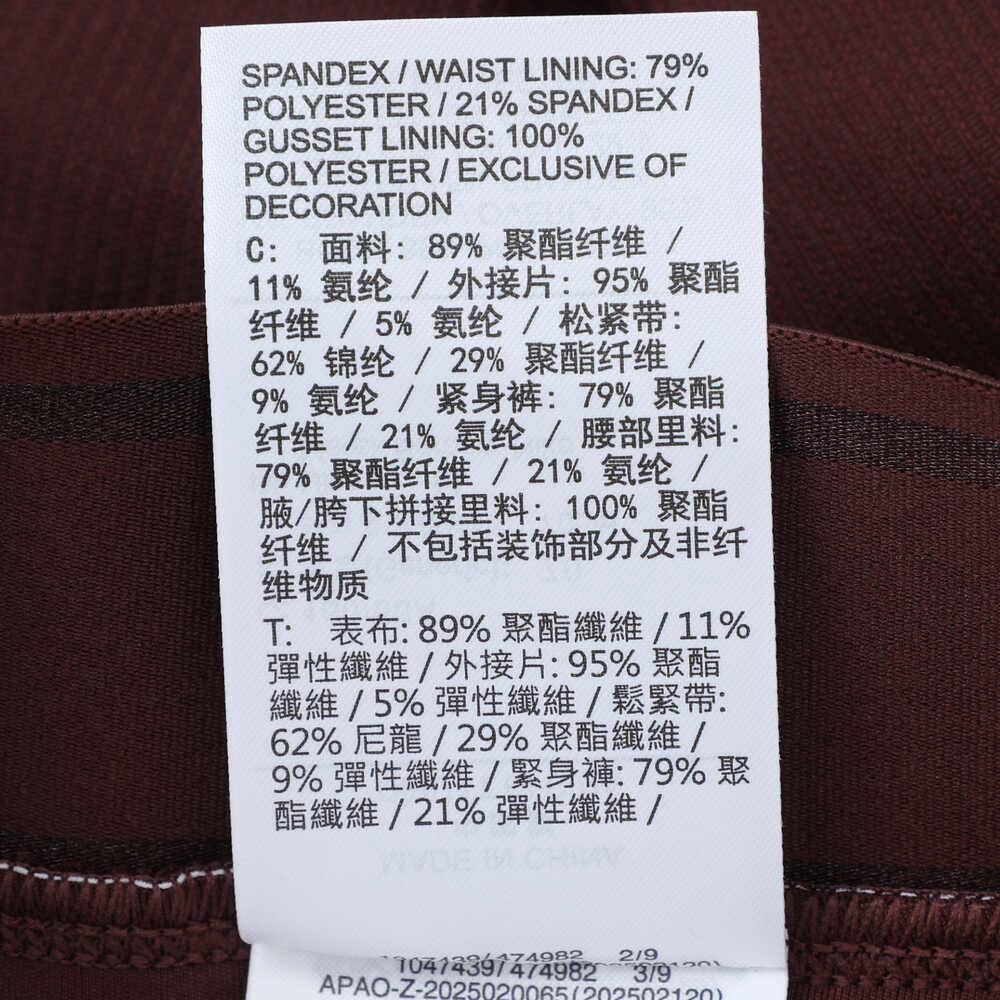 SPANDEX / WAIST LINING: 79%
POLYESTER / 21% SPANDEX /
GUSSET LINING: 100%
POLYESTER / EXCLUSIVE OF
DECORATION
C: 面料: 89% 聚酯纤维 /
11% 氨纶 / 外接片: 95% 聚酯
纤维 / 5% 氨纶 / 松紧带:
62% 锦纶 / 29% 聚酯纤维 /
9% 氨纶 / 紧身裤: 79% 聚酯
纤维 / 21% 氨纶 / 腰部里料:
79% 聚酯纤维 / 21% 氨纶 /
腋/胯下拼接里料: 100% 聚酯
纤维 / 不包括装饰部分及非纤
维物质
T: 表布: 89% 聚酯纖維 / 11%
彈性纖維 / 外接片: 95% 聚酯
纖維 / 5% 彈性纖維 / 鬆緊帶:
62% 尼龍 / 29% 聚酯纖維 /
9% 彈性纖維 / 緊身褲: 79% 聚
酯纖維 / 21% 彈性纖維 /
MADE IN CHINA
1047439/474982 2/9
1047439/474982 3/9
APAO-Z-2025020065(202502120)